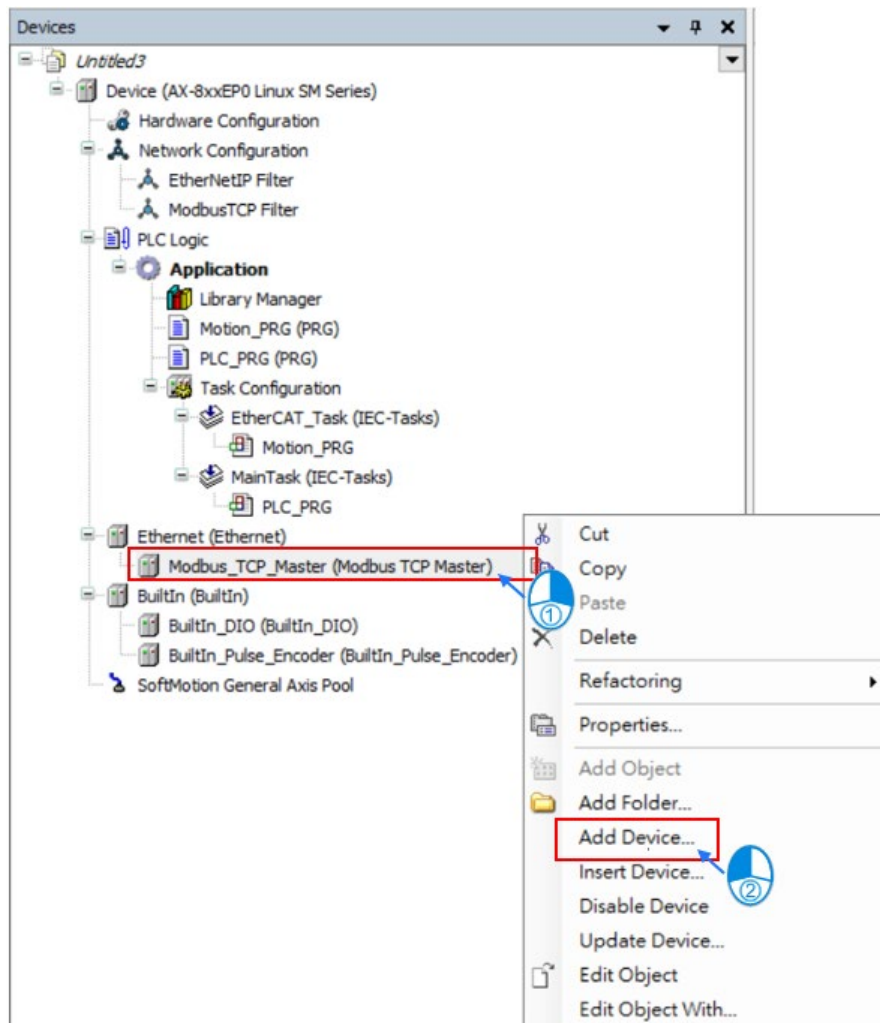 Devices
Untitled3
Device (AX-8xxEP0 Linux SM Series)
Hardware Configuration
Network Configuration
EtherNetIP Filter
ModbusTCP Filter
PLC Logic
Application
Library Manager
Motion_PRG (PRG)
PLC_PRG (PRG)
Task Configuration
EtherCAT_Task (IEC-Tasks)
Motion_PRG
MainTask (IEC-Tasks)
PLC_PRG
Ethernet (Ethernet)
Modbus_TCP_Master (Modbus TCP Master)
BuiltIn (BuiltIn)
BuiltIn_DIO (BuiltIn_DIO)
BuiltIn_Pulse_Encoder (BuiltIn_Pulse_Encoder)
SoftMotion General Axis Pool
①
Cut
Copy
Paste
Delete
Refactoring
Properties...
Add Object
Add Folder...
Add Device...
②
Insert Device...
Disable Device
Update Device...
Edit Object
Edit Object With...